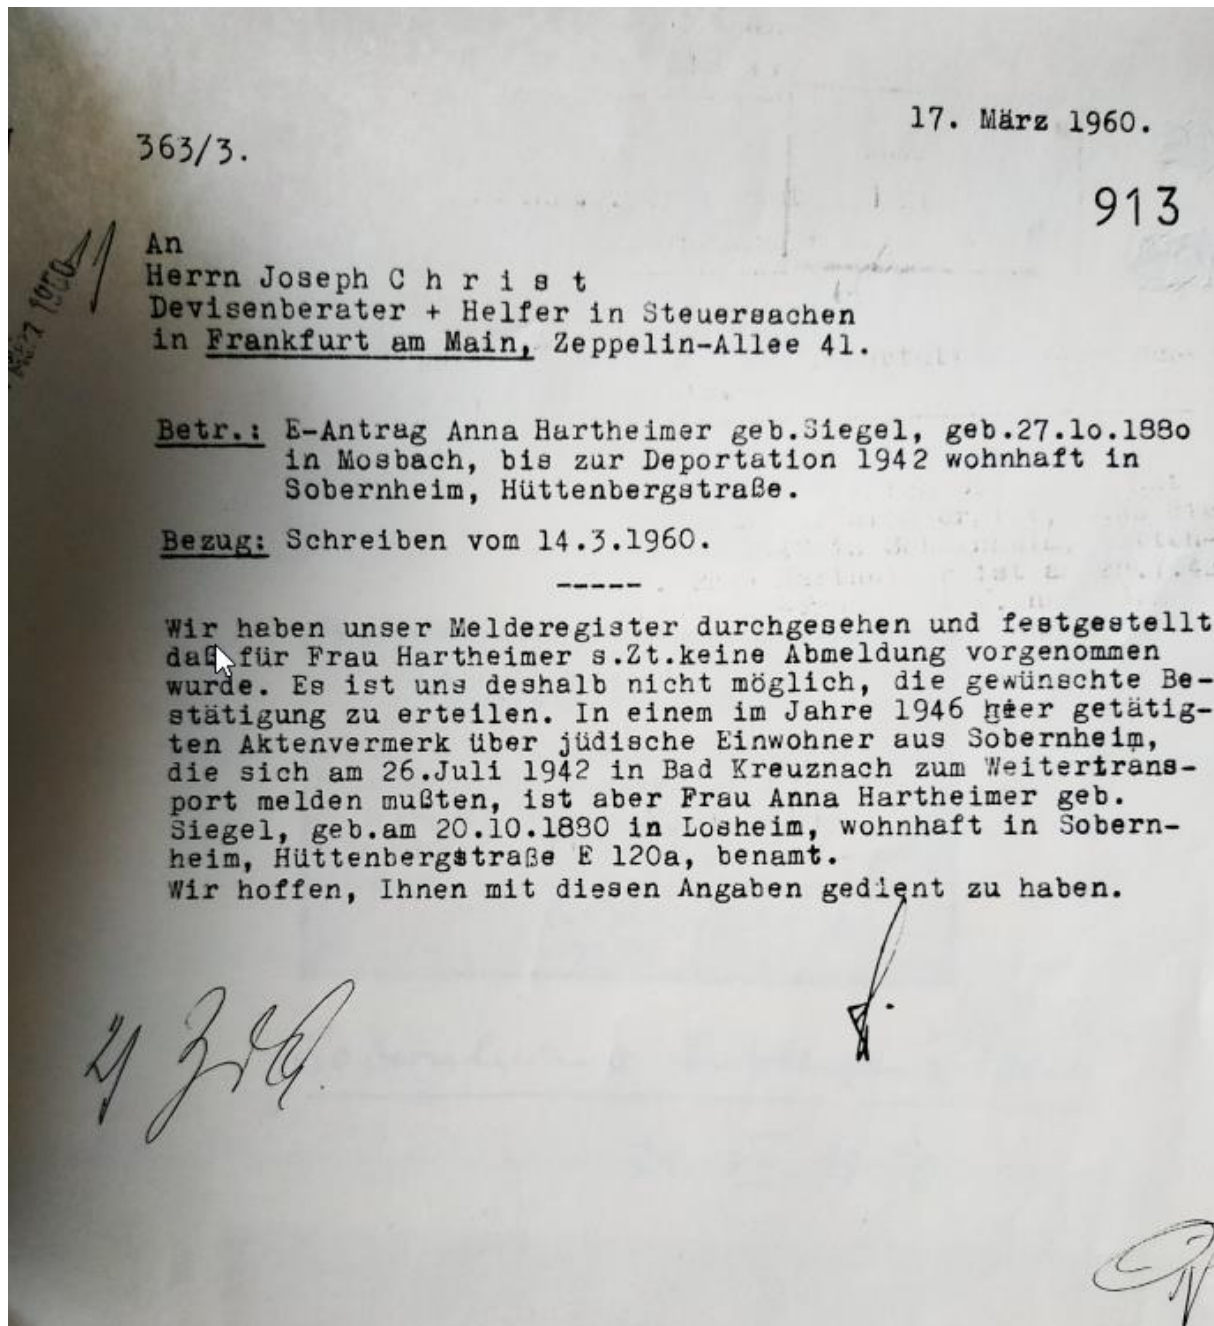 17. März 1960.
363/3.
913
An
Herrn Joseph C h r i s t
Devisenberater + Helfer in Steuersachen
in Frankfurt am Main, Zeppelin-Allee 41.
Betr.: E-Antrag Anna Hartheimer geb.Siegel, geb.27.1o.188o
in Mosbach, bis zur Deportation 1942 wohnhaft in
Sobernheim, Hüttenbergstraße.
Bezug: Schreiben vom 14.3.1960.
-----
Wir haben unser Melderegister durchgesehen und festgestellt
daß für Frau Hartheimer s.Zt.keine Abmeldung vorgenommen
wurde. Es ist uns deshalb nicht möglich, die gewünschte Be-
stätigung zu erteilen. In einem im Jahre 1946 hier getätig-
ten Aktenvermerk über jüdische Einwohner aus Sobernheim,
die sich am 26.Juli 1942 in Bad Kreuznach zum Weitertrans-
port melden mußten, ist aber Frau Anna Hartheimer geb.
Siegel, geb.am 20.10.1880 in Losheim, wohnhaft in Sobern-
heim, Hüttenbergstraße E 120a, benamt.
Wir hoffen, Ihnen mit diesen Angaben gedient zu haben.